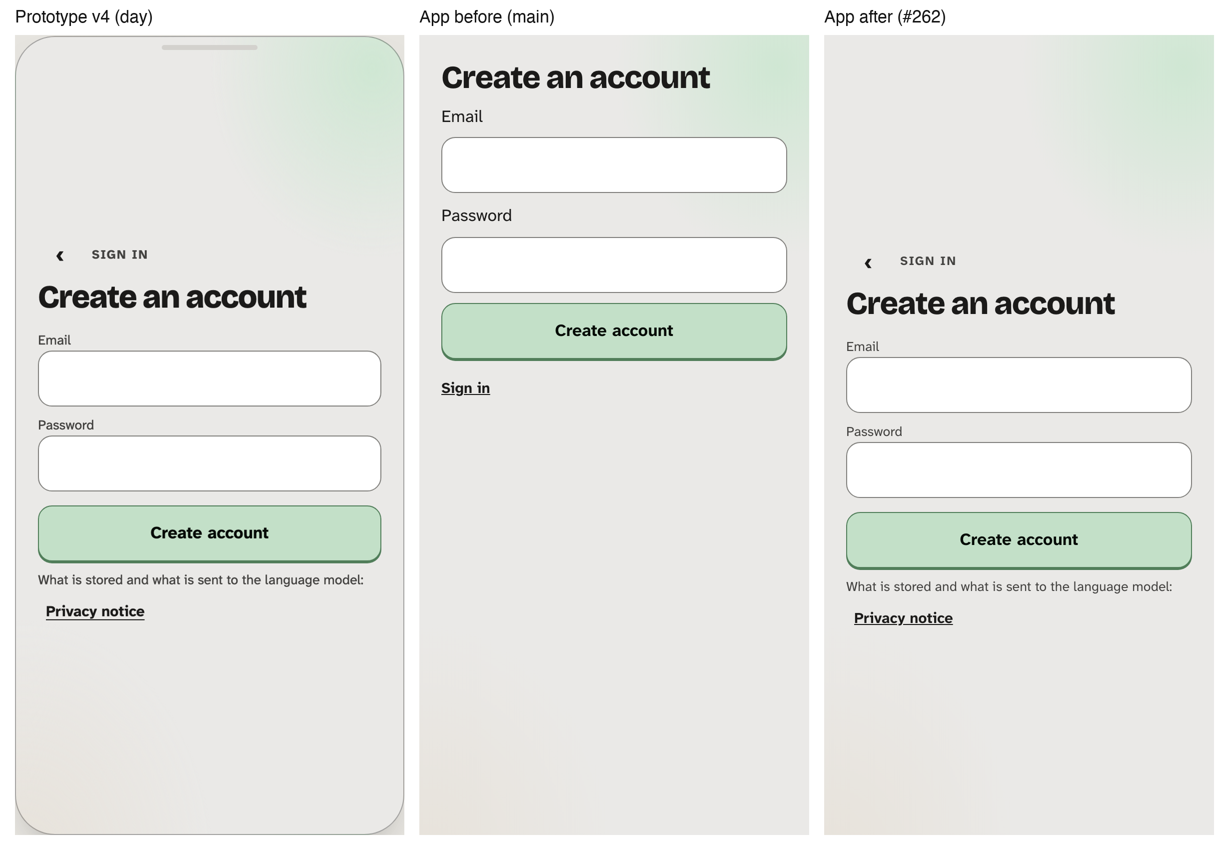 Prototype v4 (day)
‹ SIGN IN
Create an account
Email
Password
Create account
What is stored and what is sent to the language model:
Privacy notice
App before (main)
Create an account
Email
Password
Create account
Sign in
App after (#262)
‹ SIGN IN
Create an account
Email
Password
Create account
What is stored and what is sent to the language model:
Privacy notice